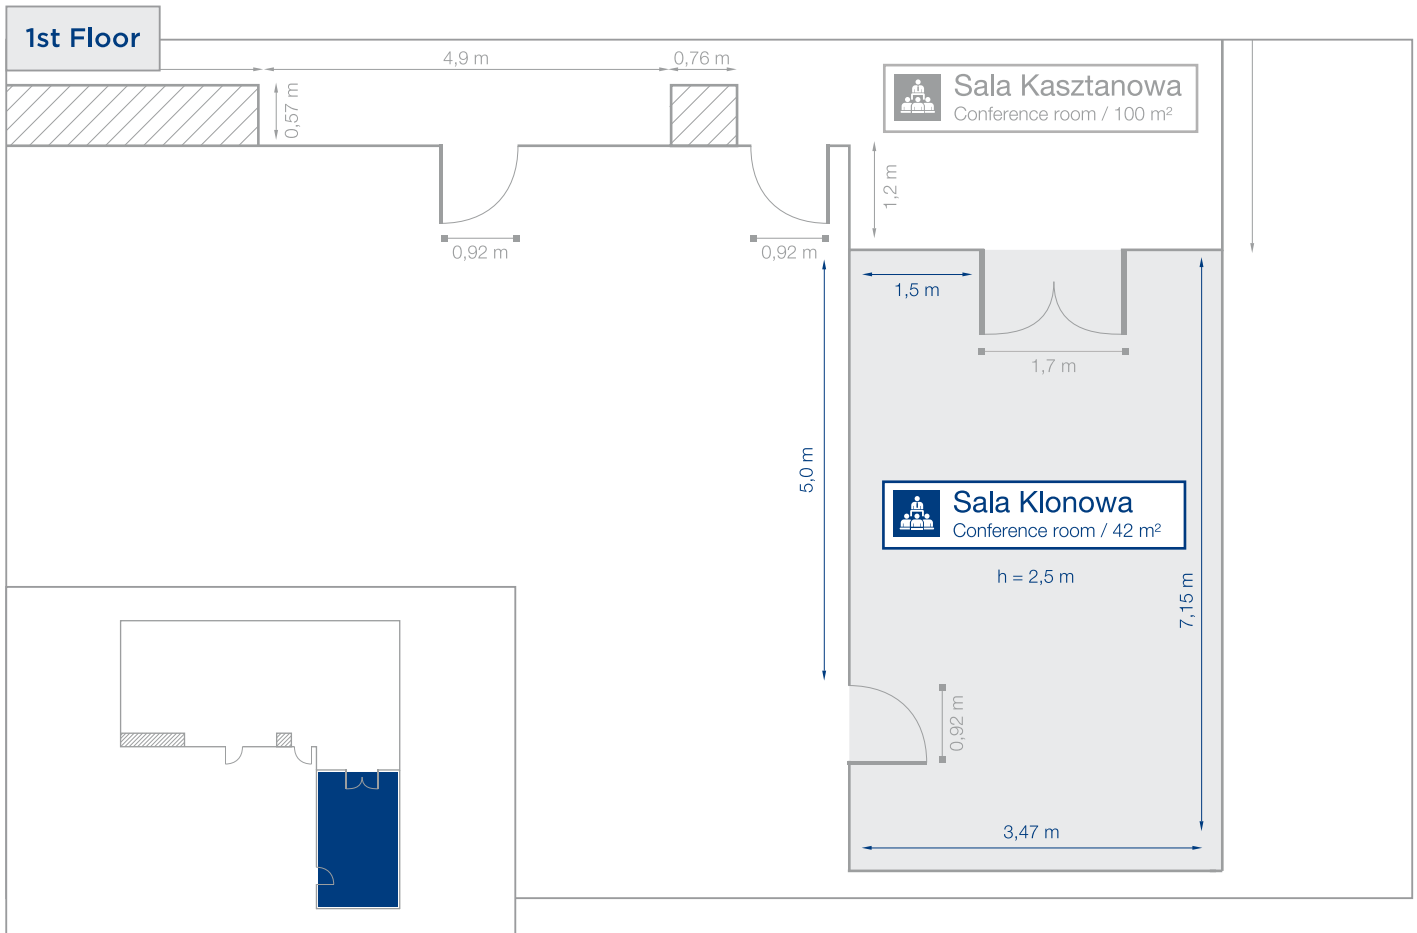 1st Floor
4,9 m
0,76 m
0,57 m
Sala Kasztanowa
Conference room / 100 m²
1,2 m
0,92 m
0,92 m
1,5 m
1,7 m
5,0 m
Sala Klonowa
Conference room / 42 m²
h = 2,5 m
7,15 m
0,92 m
3,47 m